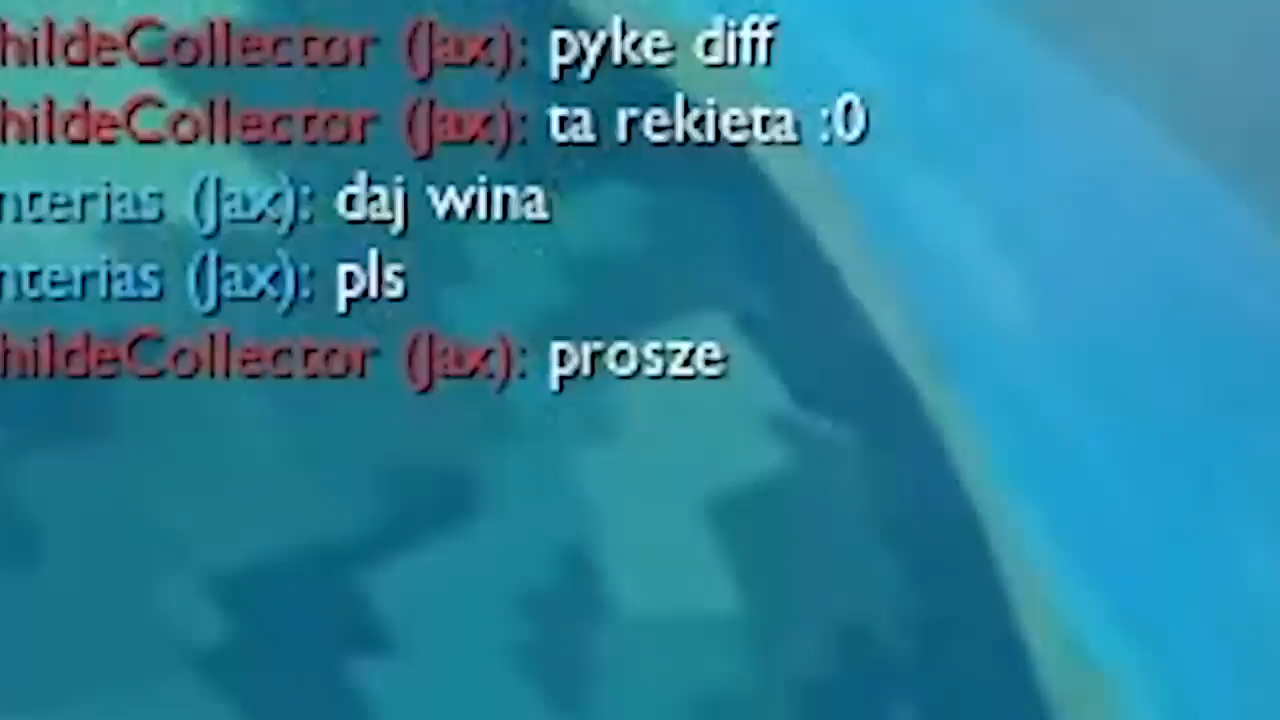 hildeCollector (Jax): pyke diff
hildeCollector (Jax): ta rekieta :0
nterias (Jax): daj wina
nterias (Jax): pls
hildeCollector (Jax): prosze